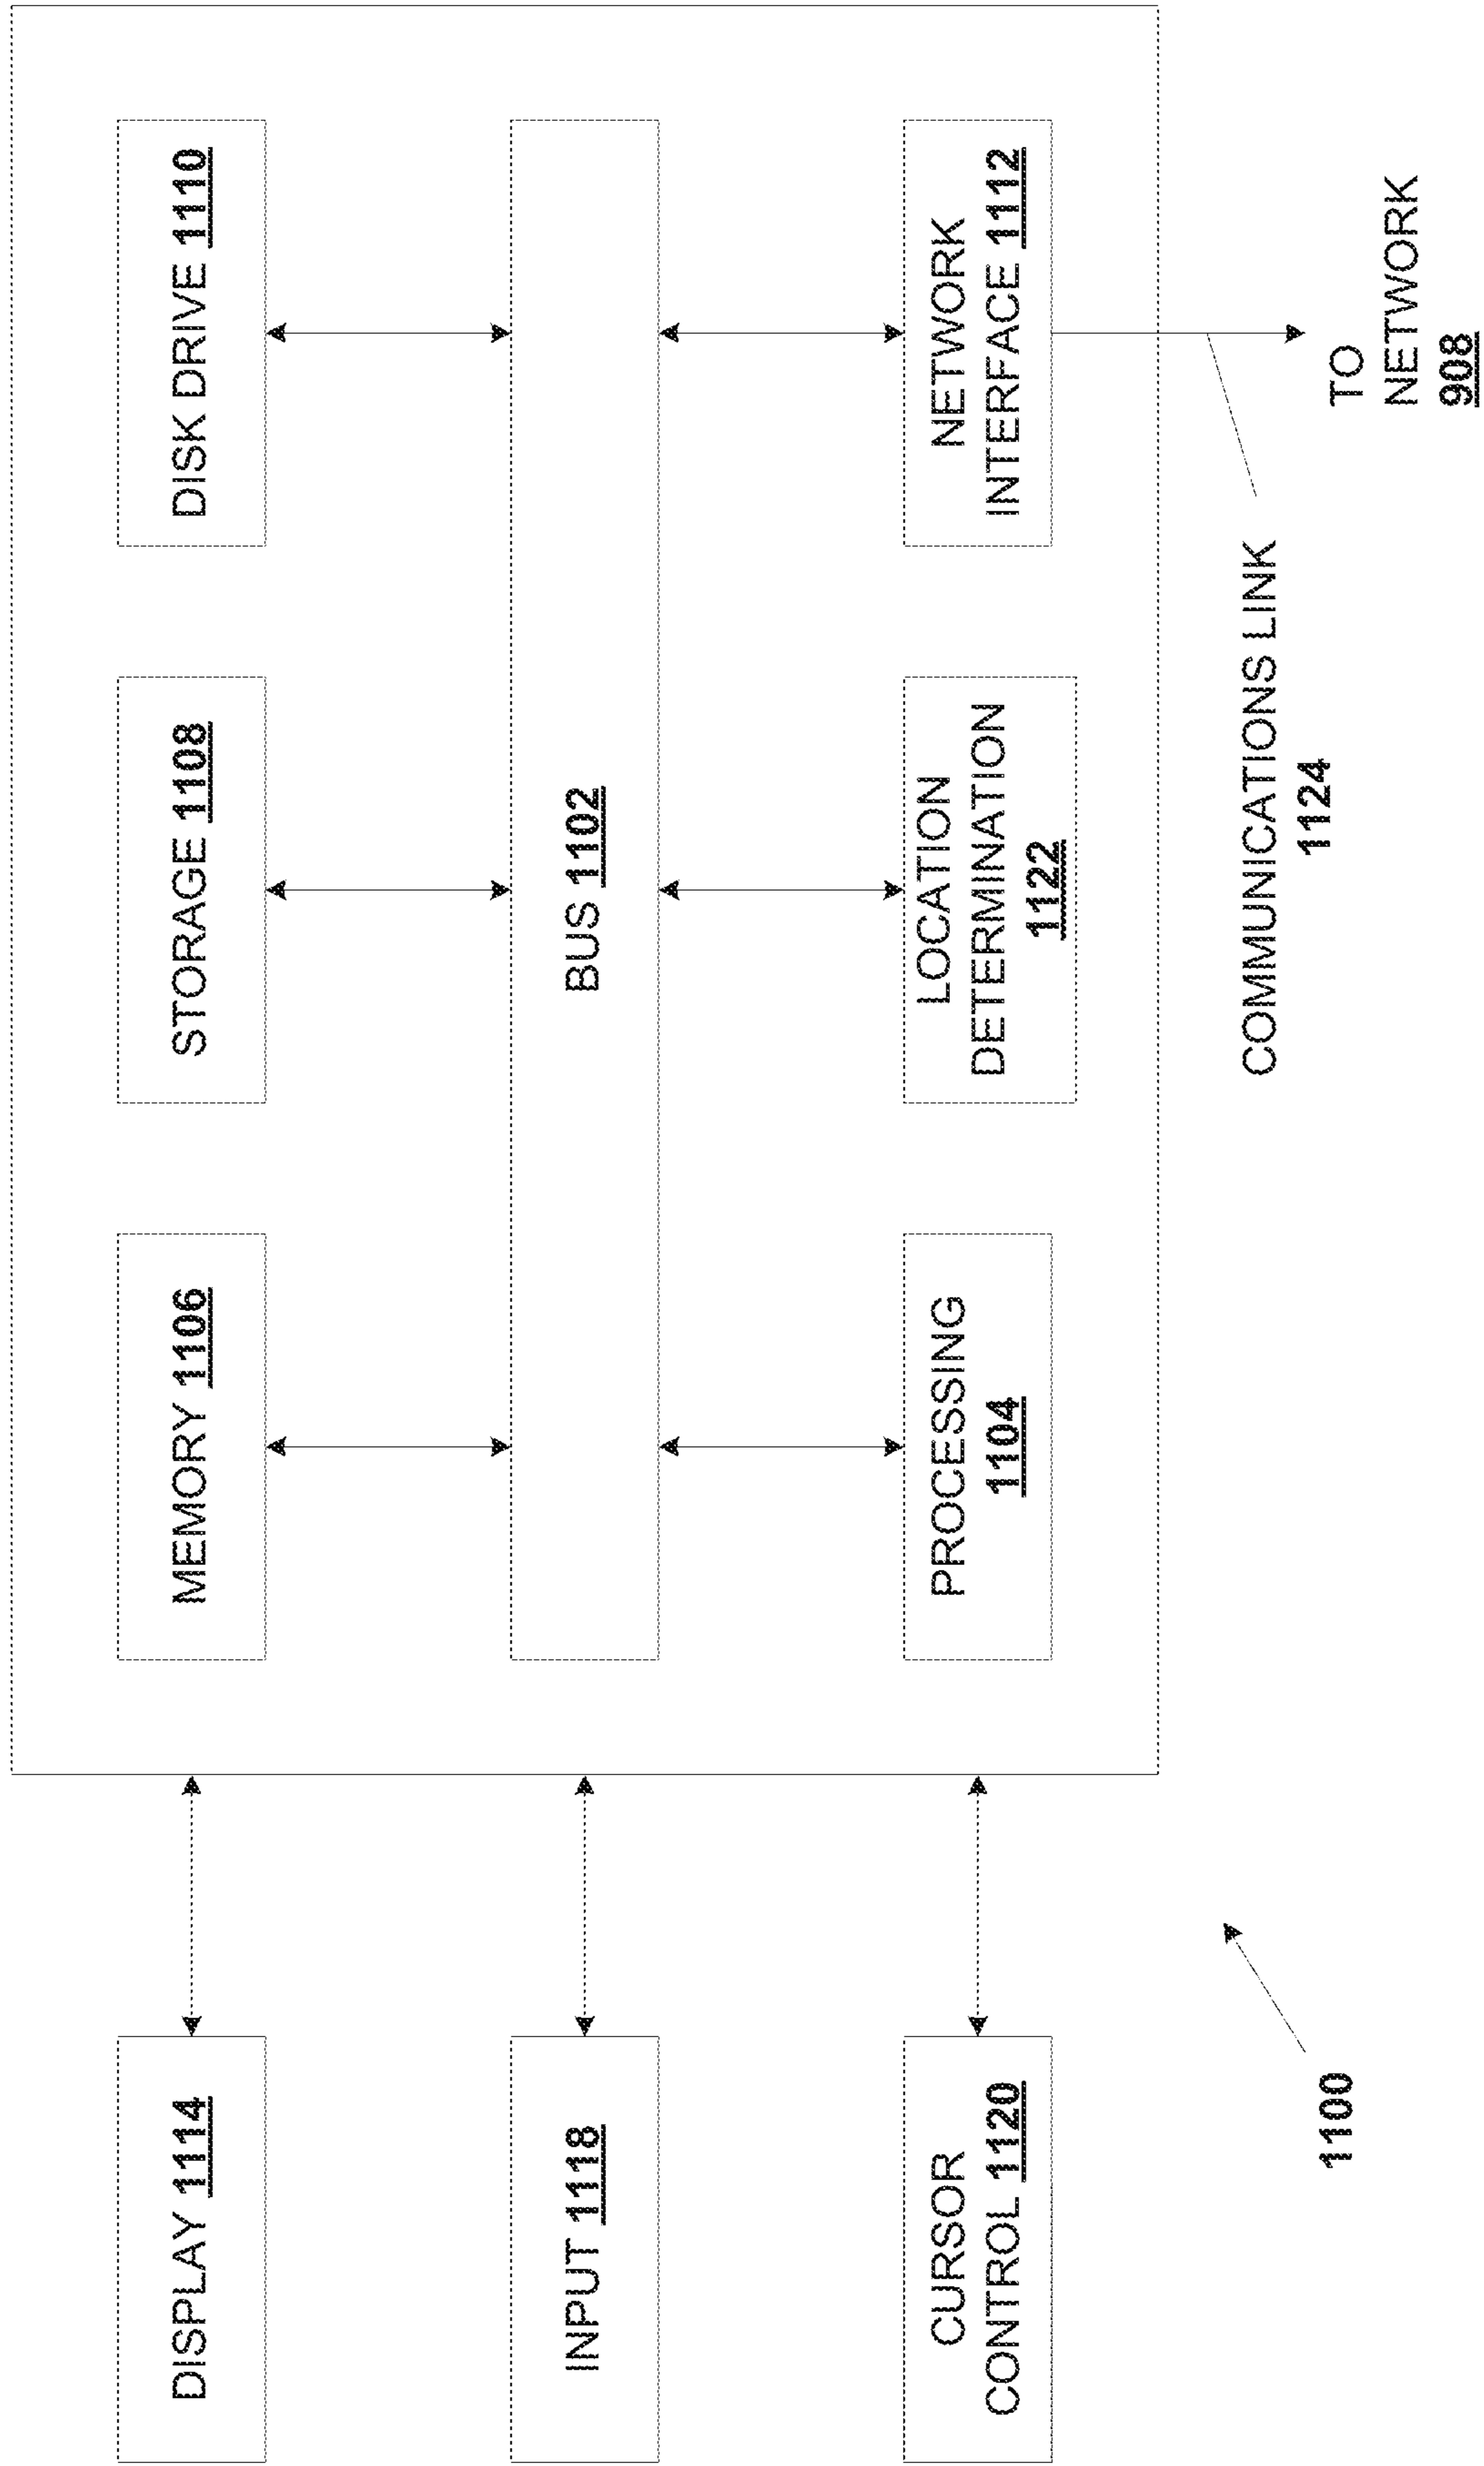 DISPLAY 1114
MEMORY 1106
STORAGE 1108
DISK DRIVE 1110
INPUT 1118
BUS 1102
CURSOR
CONTROL 1120
PROCESSING
1104
LOCATION
DETERMINATION
1122
NETWORK
INTERFACE 1112
1100
COMMUNICATIONS LINK
1124
TO
NETWORK
908